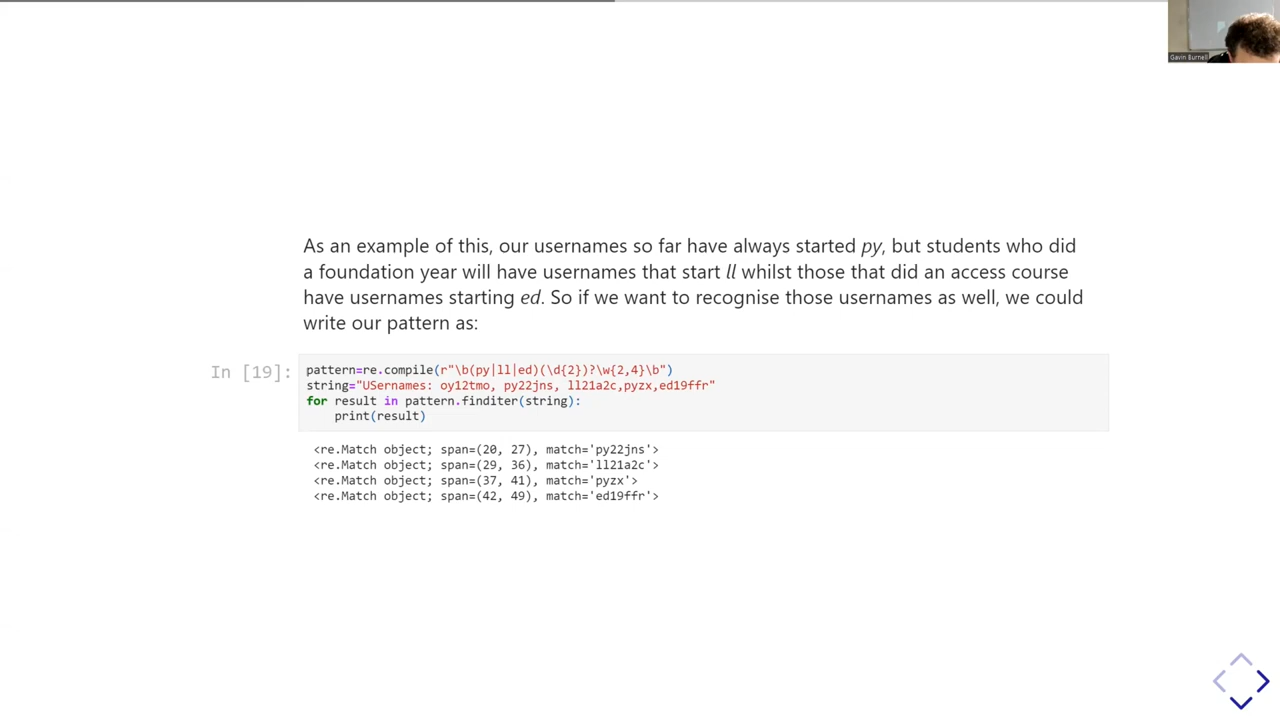 Gavin Burnell
As an example of this, our usernames so far have always started py, but students who did
a foundation year will have usernames that start ll whilst those that did an access course
have usernames starting ed. So if we want to recognise those usernames as well, we could
write our pattern as:
In [19]:
pattern=re.compile(r"\b(py|ll|ed)(\d{2})?\w{2,4}\b")
string="USernames: oy12tmo, py22jns, ll21a2c,pyzx,ed19ffr"
for result in pattern.finditer(string):
    print(result)
<re.Match object; span=(20, 27), match='py22jns'>
<re.Match object; span=(29, 36), match='ll21a2c'>
<re.Match object; span=(37, 41), match='pyzx'>
<re.Match object; span=(42, 49), match='ed19ffr'>